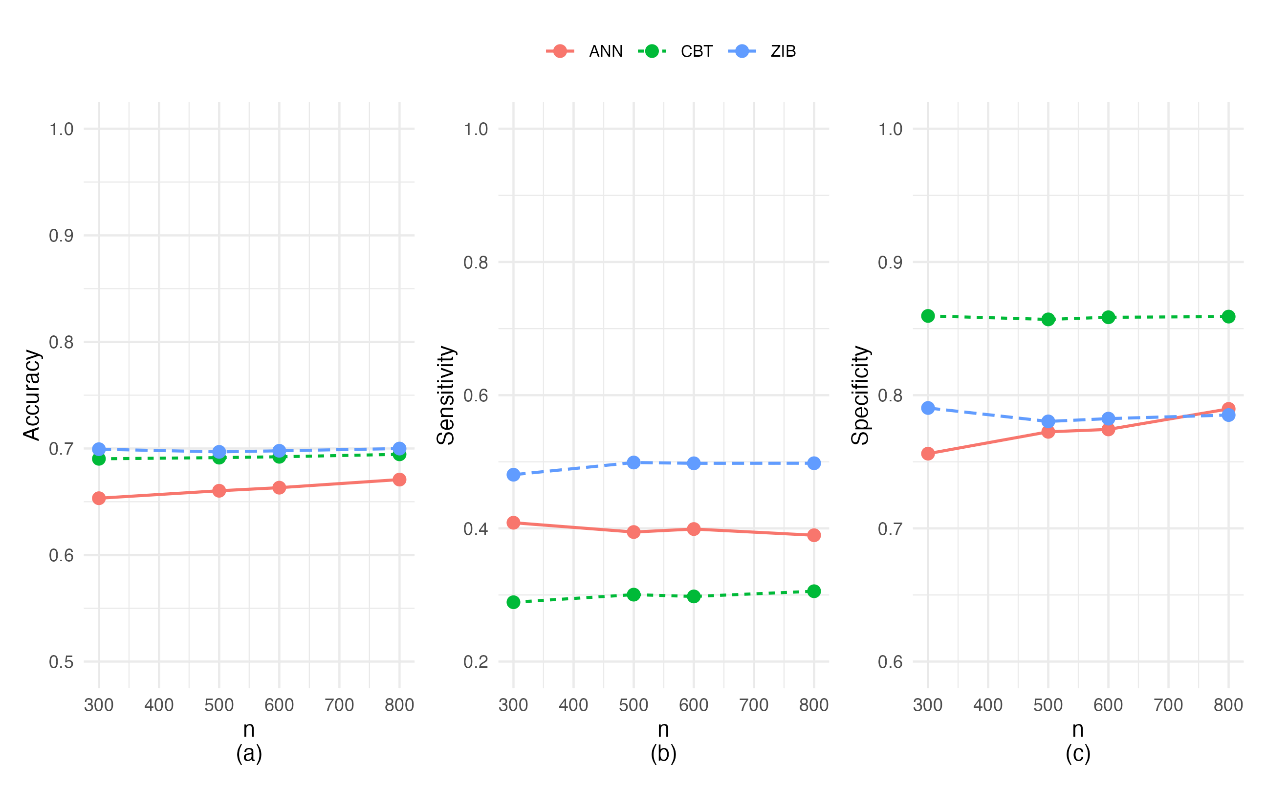 ANN CBT ZIB
Accuracy
1.0
0.9
0.8
0.7
0.6
0.5
300 400 500 600 700 800
n
(a)
Sensitivity
1.0
0.8
0.6
0.4
0.2
300 400 500 600 700 800
n
(b)
Specificity
1.0
0.9
0.8
0.7
0.6
300 400 500 600 700 800
n
(c)